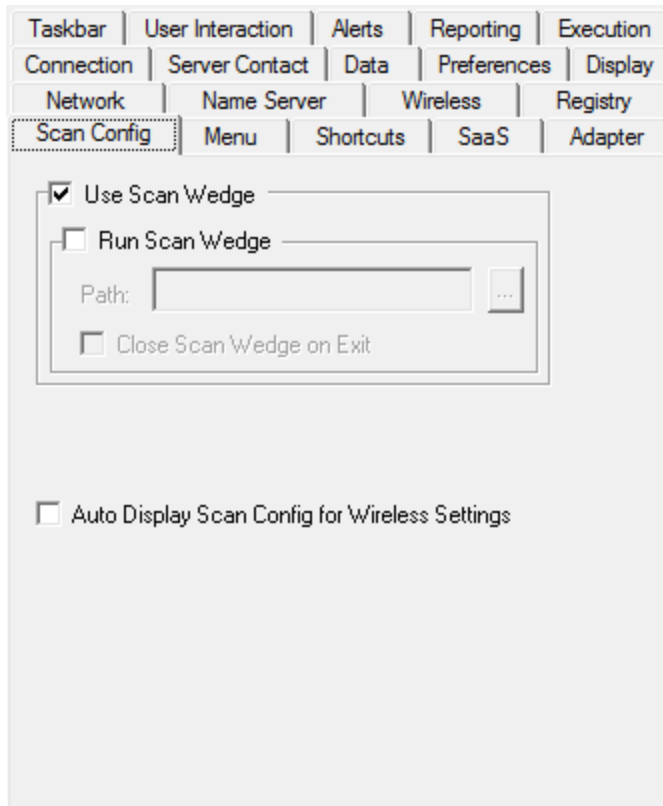 Taskbar User Interaction Alerts Reporting Execution
Connection Server Contact Data Preferences Display
Network Name Server Wireless Registry
Scan Config Menu Shortcuts SaaS Adapter
Use Scan Wedge
Run Scan Wedge
Path: ...
Close Scan Wedge on Exit
Auto Display Scan Config for Wireless Settings